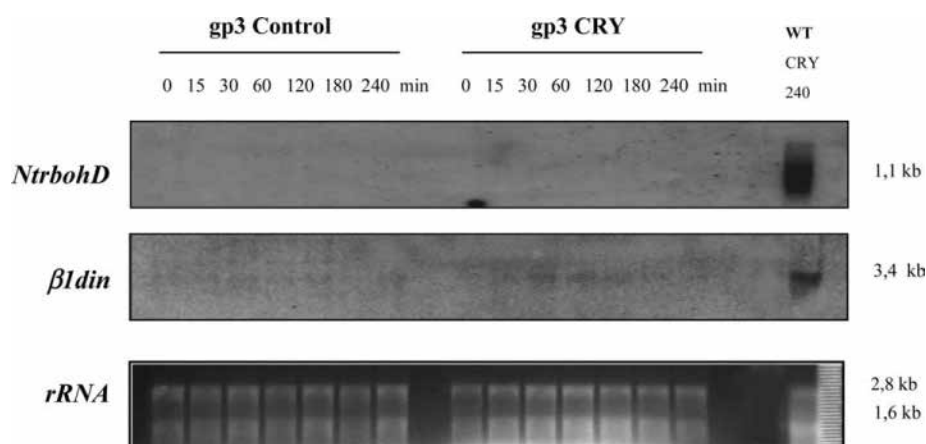 gp3 Control gp3 CRY WT
CRY
0 15 30 60 120 180 240 min 0 15 30 60 120 180 240 min 240
NtrbohD 1,1 kb
β1din 3,4 kb
rRNA 2,8 kb
1,6 kb